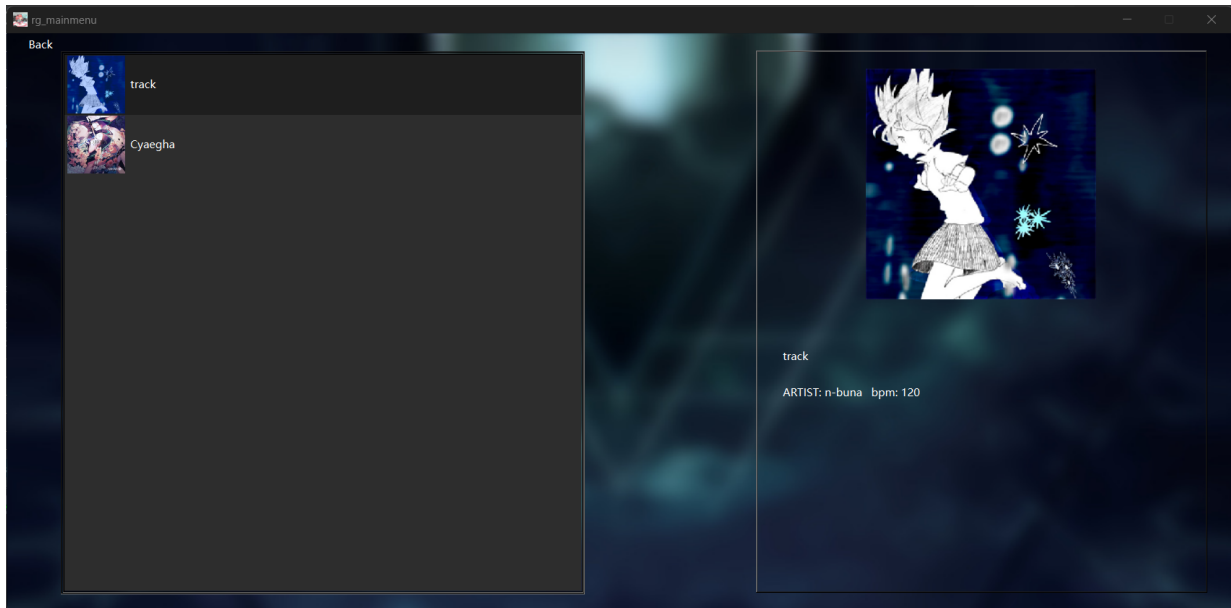 rg_mainmenu
Back
track
Cyaegha
track
ARTIST: n-buna bpm: 120